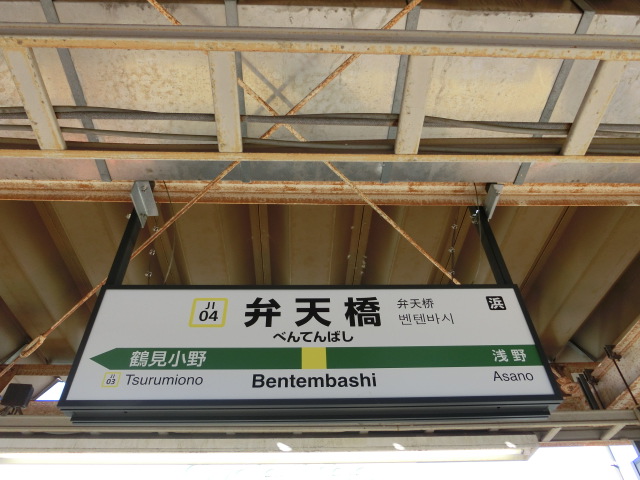 JI
04
弁天橋
べんてんばし
弁天桥
벤텐바시
浜
鶴見小野
浅野
JI
03
Tsurumiono
Bentembashi
Asano